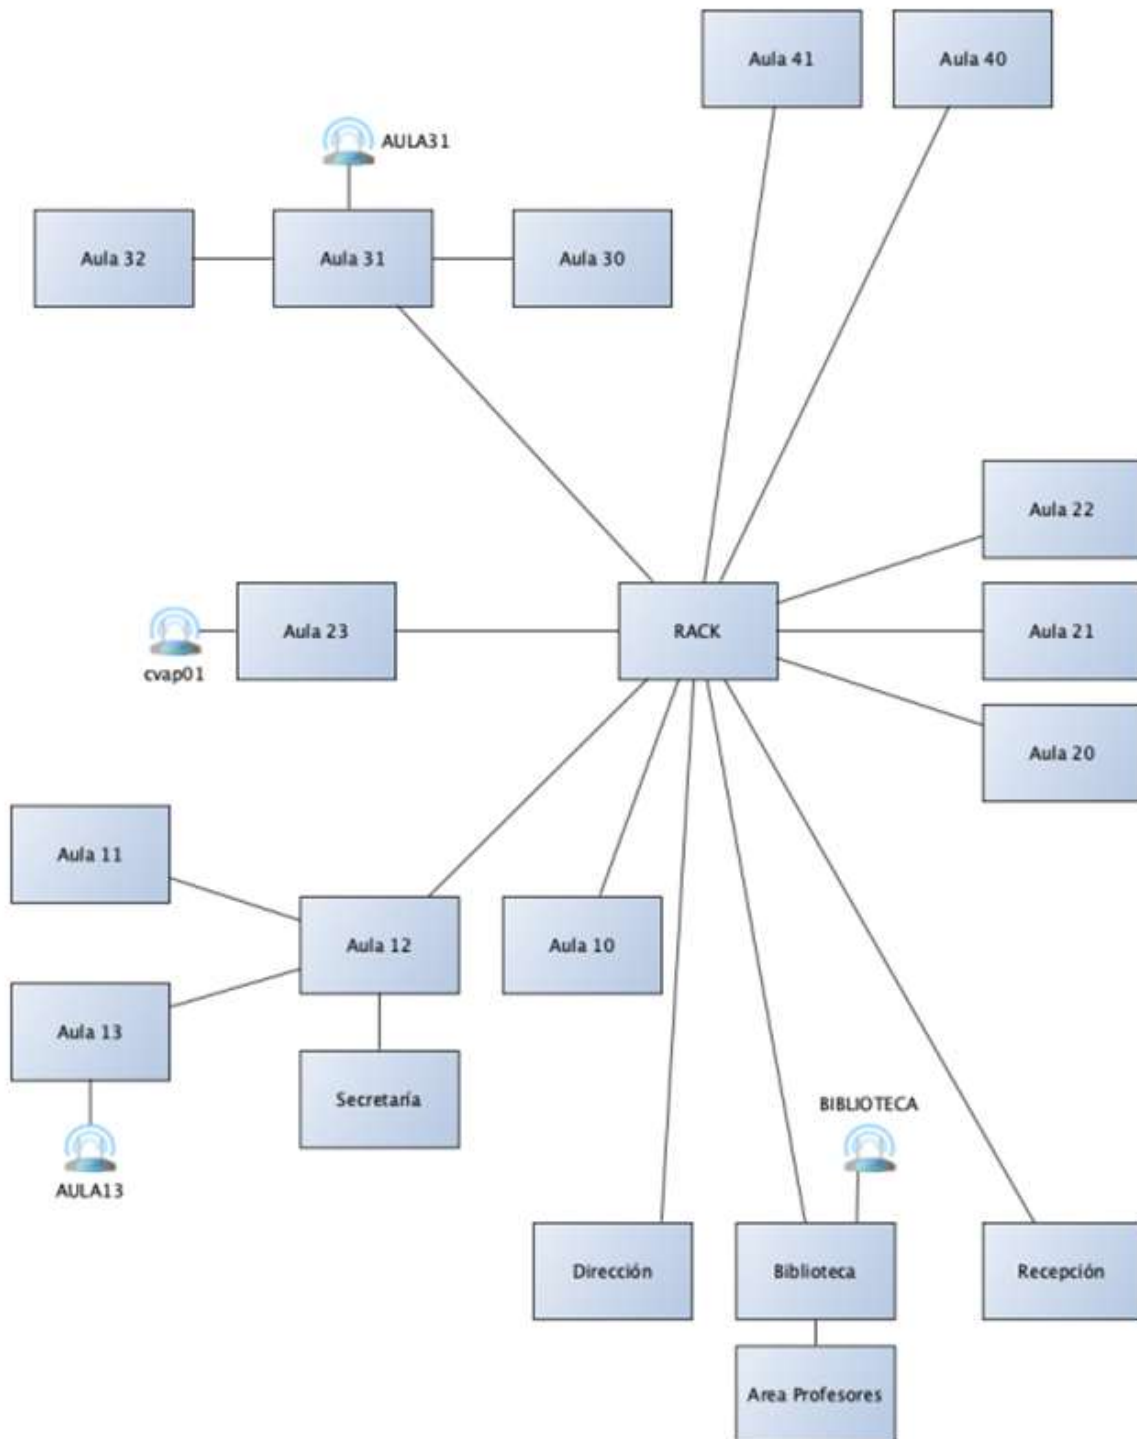 Aula 41
Aula 40
AULA31
Aula 32
Aula 31
Aula 30
Aula 22
Aula 23
RACK
Aula 21
cvap01
Aula 20
Aula 11
Aula 12
Aula 10
Aula 13
Secretaría
BIBLIOTECA
AULA13
Dirección
Biblioteca
Recepción
Area Profesores